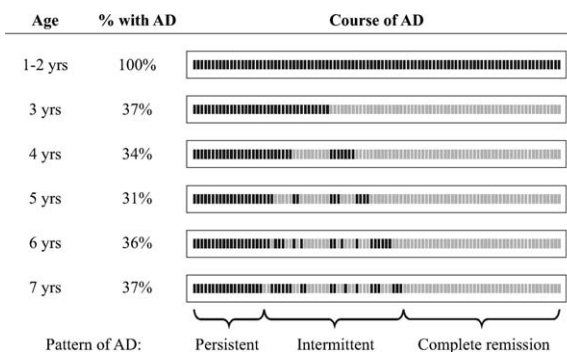 Age % with AD Course of AD
1-2 yrs 100%
3 yrs 37%
4 yrs 34%
5 yrs 31%
6 yrs 36%
7 yrs 37%
Pattern of AD: Persistent Intermittent Complete remission